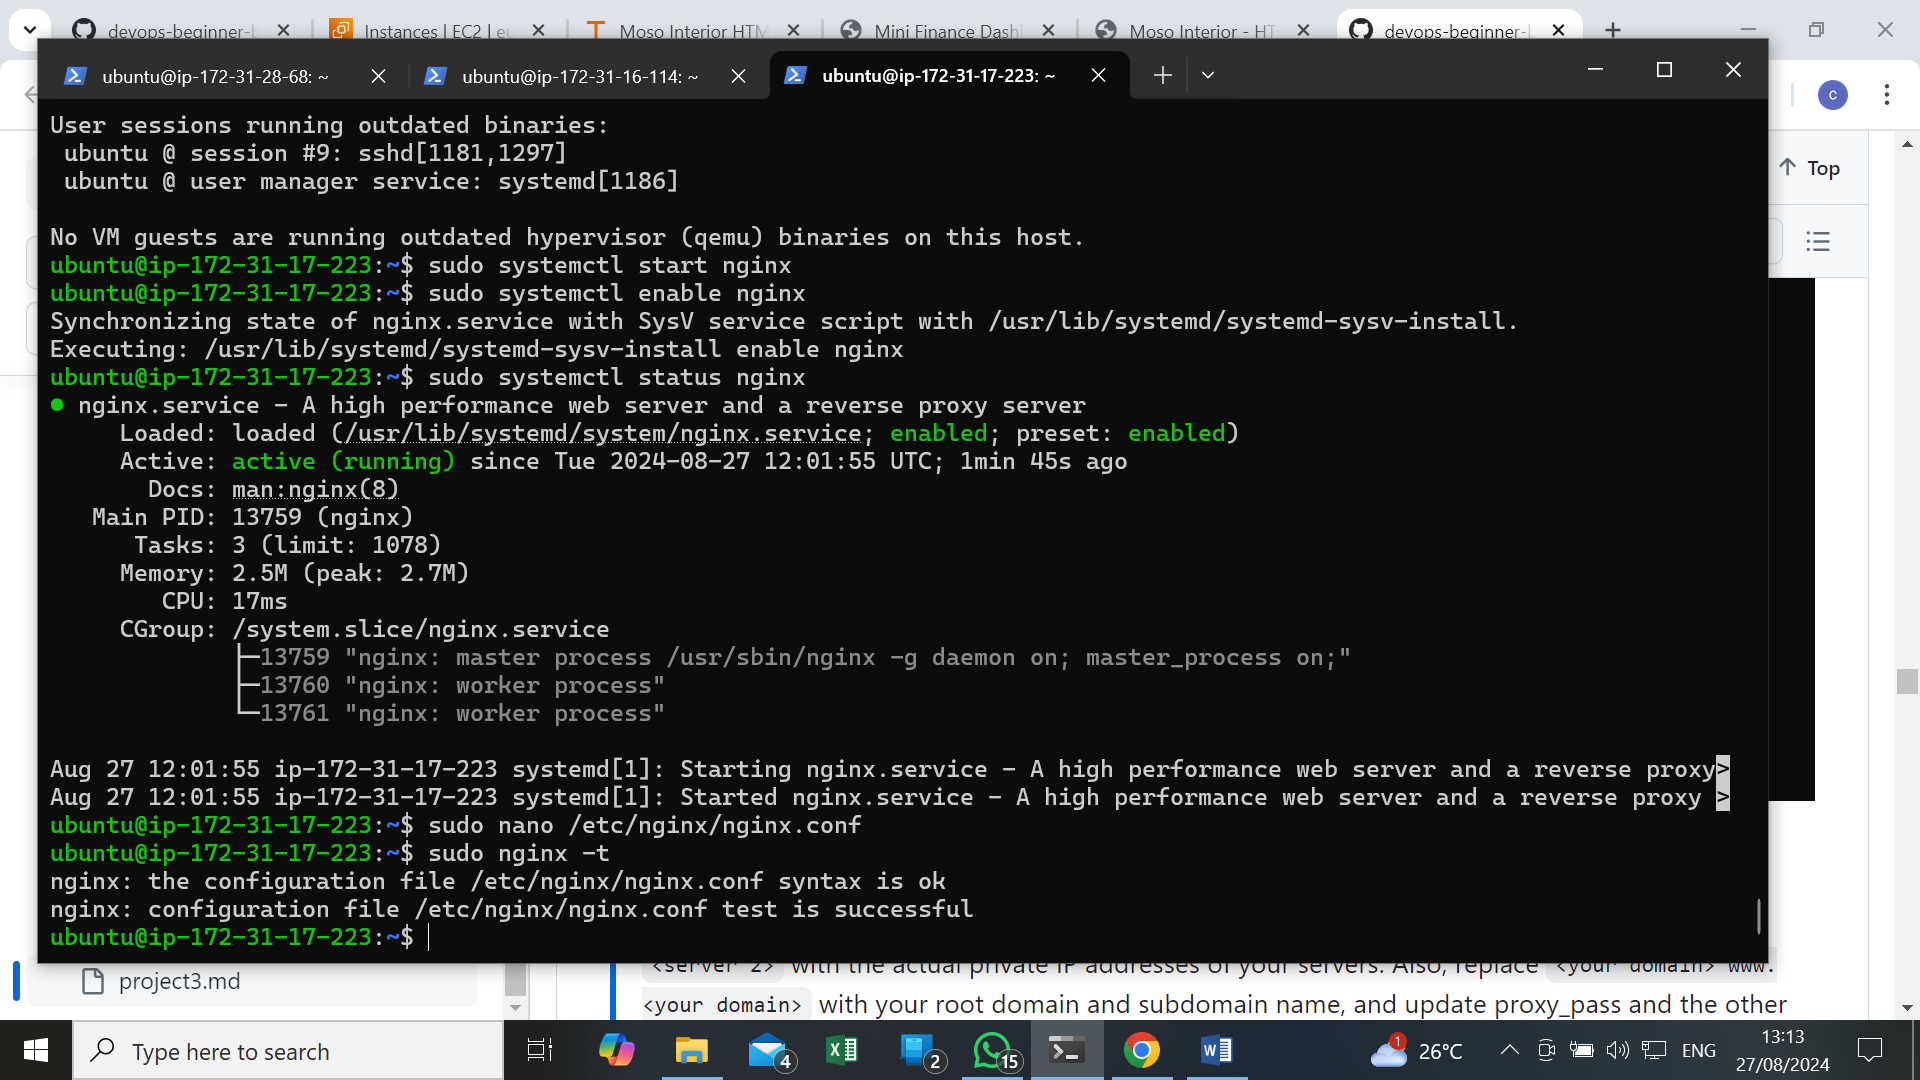 devops-beginner-b
Instances | EC2 | eu
Moso Interior HTM
Mini Finance Dash
Moso Interior - HT
devops-beginner-b
ubuntu@ip-172-31-28-68: ~
ubuntu@ip-172-31-16-114: ~
ubuntu@ip-172-31-17-223: ~
c
Top
User sessions running outdated binaries:
ubuntu @ session #9: sshd[1181,1297]
ubuntu @ user manager service: systemd[1186]
No VM guests are running outdated hypervisor (qemu) binaries on this host.
ubuntu@ip-172-31-17-223:~$ sudo systemctl start nginx
ubuntu@ip-172-31-17-223:~$ sudo systemctl enable nginx
Synchronizing state of nginx.service with SysV service script with /usr/lib/systemd/systemd-sysv-install.
Executing: /usr/lib/systemd/systemd-sysv-install enable nginx
ubuntu@ip-172-31-17-223:~$ sudo systemctl status nginx
● nginx.service - A high performance web server and a reverse proxy server
Loaded: loaded (/usr/lib/systemd/system/nginx.service; enabled; preset: enabled)
Active: active (running) since Tue 2024-08-27 12:01:55 UTC; 1min 45s ago
Docs: man:nginx(8)
Main PID: 13759 (nginx)
Tasks: 3 (limit: 1078)
Memory: 2.5M (peak: 2.7M)
CPU: 17ms
CGroup: /system.slice/nginx.service
├─13759 "nginx: master process /usr/sbin/nginx -g daemon on; master_process on;"
├─13760 "nginx: worker process"
└─13761 "nginx: worker process"
Aug 27 12:01:55 ip-172-31-17-223 systemd[1]: Starting nginx.service - A high performance web server and a reverse proxy>
Aug 27 12:01:55 ip-172-31-17-223 systemd[1]: Started nginx.service - A high performance web server and a reverse proxy >
ubuntu@ip-172-31-17-223:~$ sudo nano /etc/nginx/nginx.conf
ubuntu@ip-172-31-17-223:~$ sudo nginx -t
nginx: the configuration file /etc/nginx/nginx.conf syntax is ok
nginx: configuration file /etc/nginx/nginx.conf test is successful
ubuntu@ip-172-31-17-223:~$
project3.md
<server 2> with the actual private IP addresses of your servers. Also, replace <your domain> www.
<your domain> with your root domain and subdomain name, and update proxy_pass and the other
Type here to search
4
2
15
1
26°C
ENG
13:13
27/08/2024